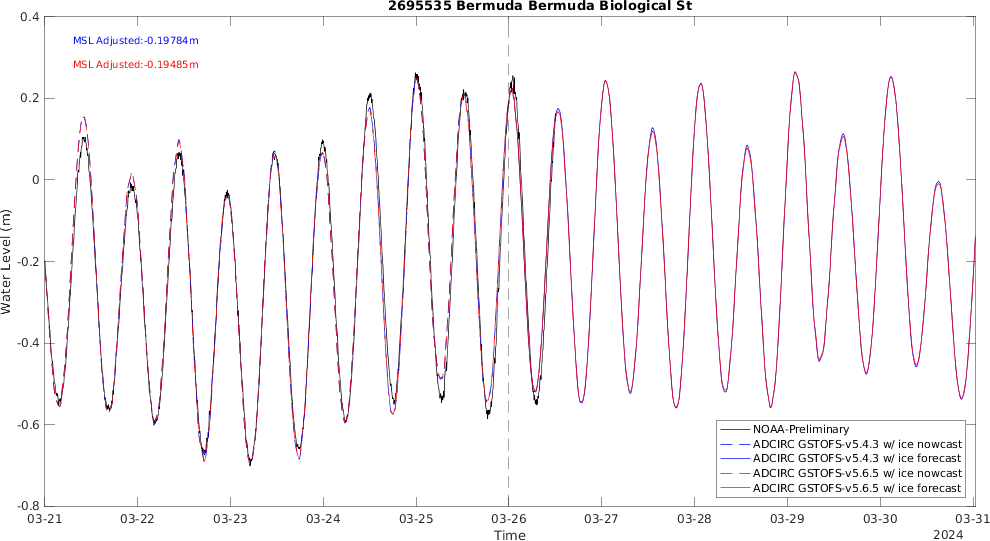 2695535 Bermuda Bermuda Biological St
0.4
MSL Adjusted:-0.19784m
MSL Adjusted:-0.19485m
0.2
0
-0.2
-0.4
-0.6
-0.8
Water Level (m)
NOAA-Preliminary
ADCIRC GSTOFS-v5.4.3 w/ ice nowcast
ADCIRC GSTOFS-v5.4.3 w/ ice forecast
ADCIRC GSTOFS-v5.6.5 w/ ice nowcast
ADCIRC GSTOFS-v5.6.5 w/ ice forecast
03-21 03-22 03-23 03-24 03-25 03-26 03-27 03-28 03-29 03-30 03-31
Time
2024